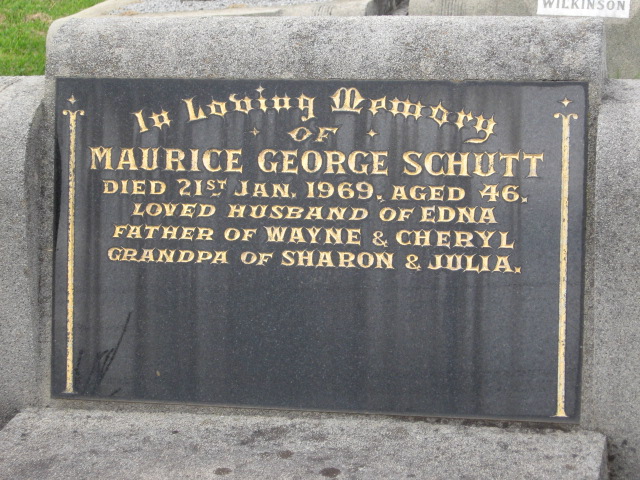 WILKINSON
In Loving Memory
OF
MAURICE GEORGE SCHUTT
DIED 21ST JAN. 1969. AGED 46.
LOVED HUSBAND OF EDNA
FATHER OF WAYNE & CHERYL
GRANDPA OF SHARON & JULIA.